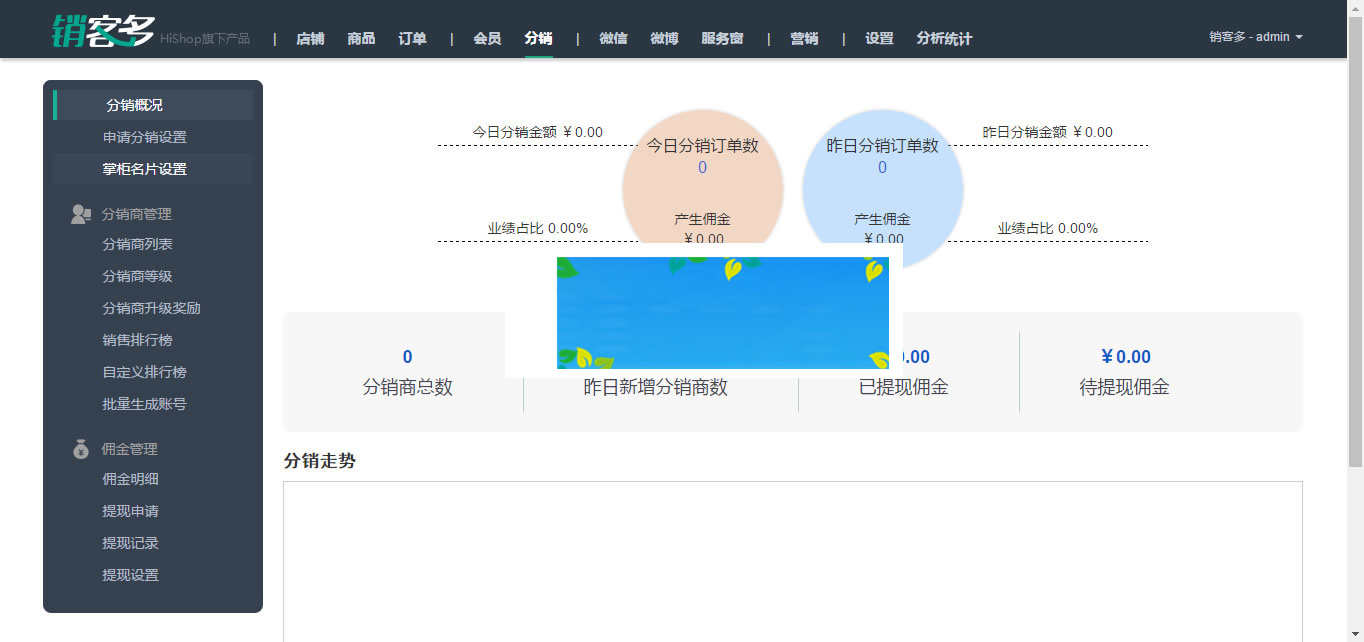 销客多 HiShop旗下产品 | 店铺 商品 订单 | 会员 分销 | 微信 微博 服务窗 | 营销 | 设置 分析统计 销客多 - admin
分销概况
申请分销设置
掌柜名片设置
分销商管理
分销商列表
分销商等级
分销商升级奖励
销售排行榜
自定义排行榜
批量生成账号
佣金管理
佣金明细
提现申请
提现记录
提现设置
今日分销金额 ¥0.00
业绩占比 0.00%
今日分销订单数
0
产生佣金
¥0.00
昨日分销订单数
0
产生佣金
¥0.00
昨日分销金额 ¥0.00
业绩占比 0.00%
0
分销商总数
昨日新增分销商数
.00
已提现佣金
¥0.00
待提现佣金
分销走势